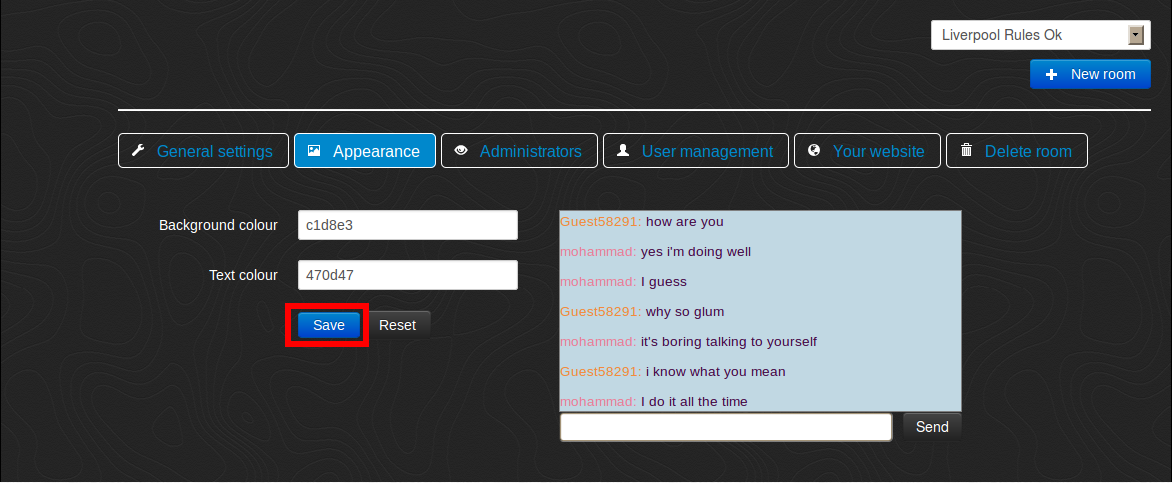 Liverpool Rules Ok
New room
General settings
Appearance
Administrators
User management
Your website
Delete room
Background colour
c1d8e3
Text colour
470d47
Save
Reset
Guest58291: how are you
mohammad: yes i'm doing well
mohammad: I guess
Guest58291: why so glum
mohammad: it's boring talking to yourself
Guest58291: i know what you mean
mohammad: I do it all the time
Send